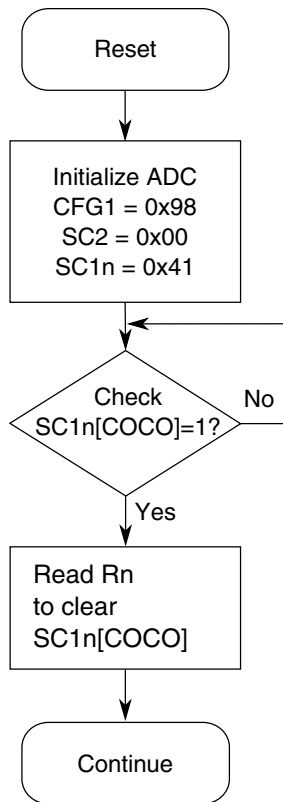 Reset
Initialize ADC
CFG1 = 0x98
SC2 = 0x00
SC1n = 0x41
Check
SC1n[COCO]=1?
No
Yes
Read Rn
to clear
SC1n[COCO]
Continue